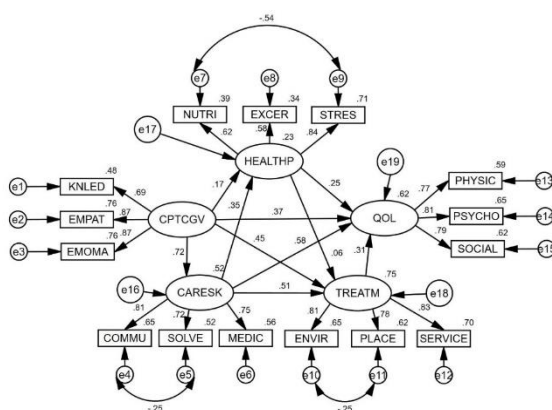 -.54
e7 e8 e9
.39 .34 .71
NUTRI EXCER STRES
e17 .62 .58 .23 .84
HEALTHP
e19
.59
.48 .17 .25 .62 .77 PHYSIC e13
e1 KNLED .69 .65
.76 .81 PSYCHO e14
e2 EMPAT .87 CPTCGV .37 QOL .62
.76 .35 .79 SOCIAL e15
e3 EMOMA .87
.72 .45 .58 .06 .31
.52 .75
e16 CARESK .51 TREATM e18
.81 .72 .75 .81 .78 .83
.65 .52 .56 .65 .62 .70
COMMU SOLVE MEDIC ENVIR PLACE SERVICE
e4 e5 e6 e10 e11 e12
-.25 -.25